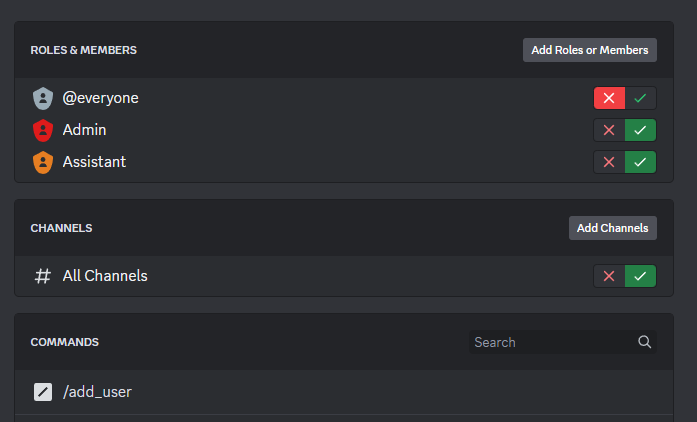 ROLES & MEMBERS
Add Roles or Members
@everyone
Admin
Assistant
CHANNELS
Add Channels
All Channels
COMMANDS
Search
/add_user